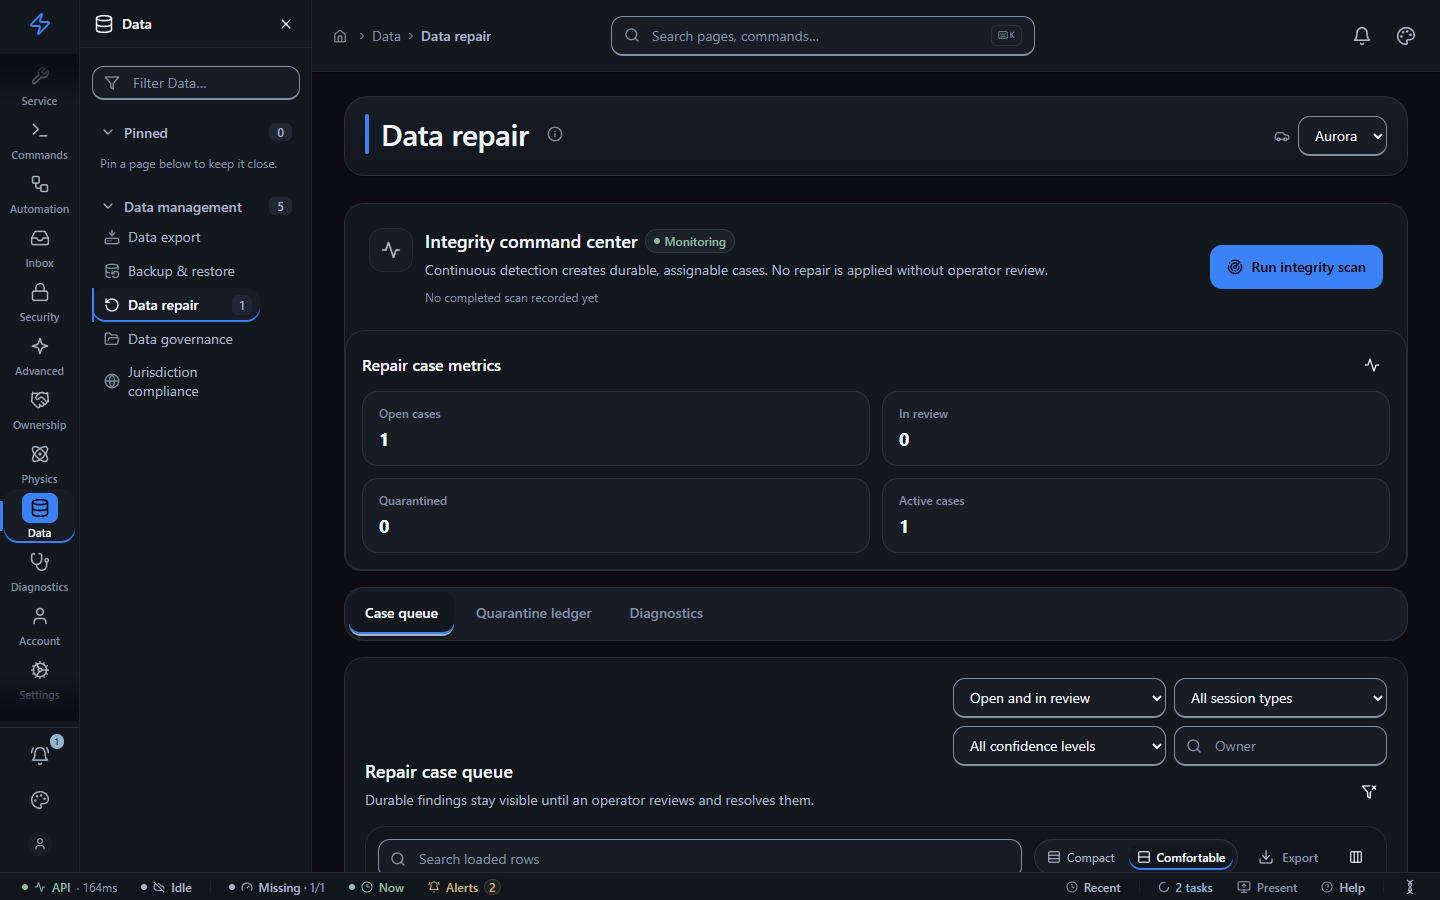 Service
Commands
Automation
Inbox
Security
Advanced
Ownership
Physics
Data
Diagnostics
Account
Settings
1
Data
Filter Data...
Pinned 0
Pin a page below to keep it close.
Data management 5
Data export
Backup & restore
Data repair 1
Data governance
Jurisdiction
compliance
Data Data repair
Search pages, commands... K
Data repair
Aurora
Integrity command center Monitoring
Continuous detection creates durable, assignable cases. No repair is applied without operator review.
No completed scan recorded yet
Run integrity scan
Repair case metrics
Open cases
1
In review
0
Quarantined
0
Active cases
1
Case queue Quarantine ledger Diagnostics
Open and in review All session types
All confidence levels Owner
Repair case queue
Durable findings stay visible until an operator reviews and resolves them.
Search loaded rows Compact Comfortable Export
API · 164ms Idle Missing · 1/1 Now Alerts 2 Recent 2 tasks Present Help